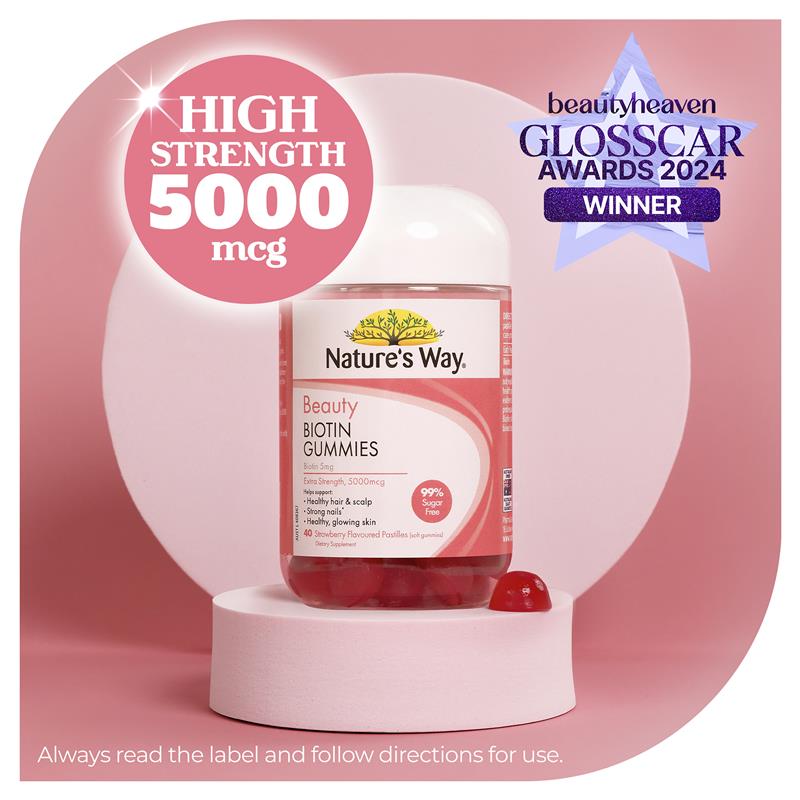 HIGH
STRENGTH
5000
mcg
beautyheaven
GLOSSCAR
AWARDS 2024
WINNER
Nature's Way®
Beauty
BIOTIN
GUMMIES
Biotin 5mg
Extra Strength, 5000mcg
Helps support:
• Healthy hair & scalp
• Strong nails*
• Healthy, glowing skin
99%
Sugar
Free
40 Strawberry Flavoured Pastilles (soft gummies)
Dietary Supplement
Always read the label and follow directions for use.